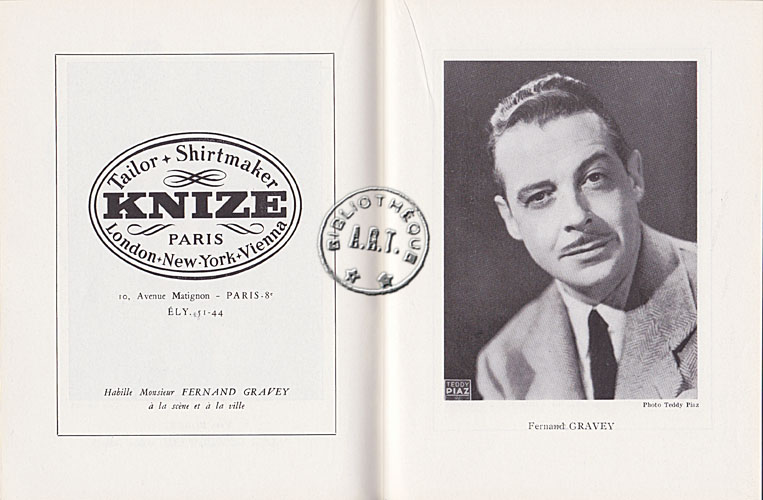 Tailor + Shirtmaker
KNIZE
PARIS
London·New-York·Vienna
10, Avenue Matignon - PARIS-8e
ÉLY. 51-44
Habille Monsieur FERNAND GRAVEY
à la scène et à la ville
BIBLIOTHÈQUE
A.R.T.
TEDDY
PIAZ
Photo Teddy Piaz
Fernand GRAVEY